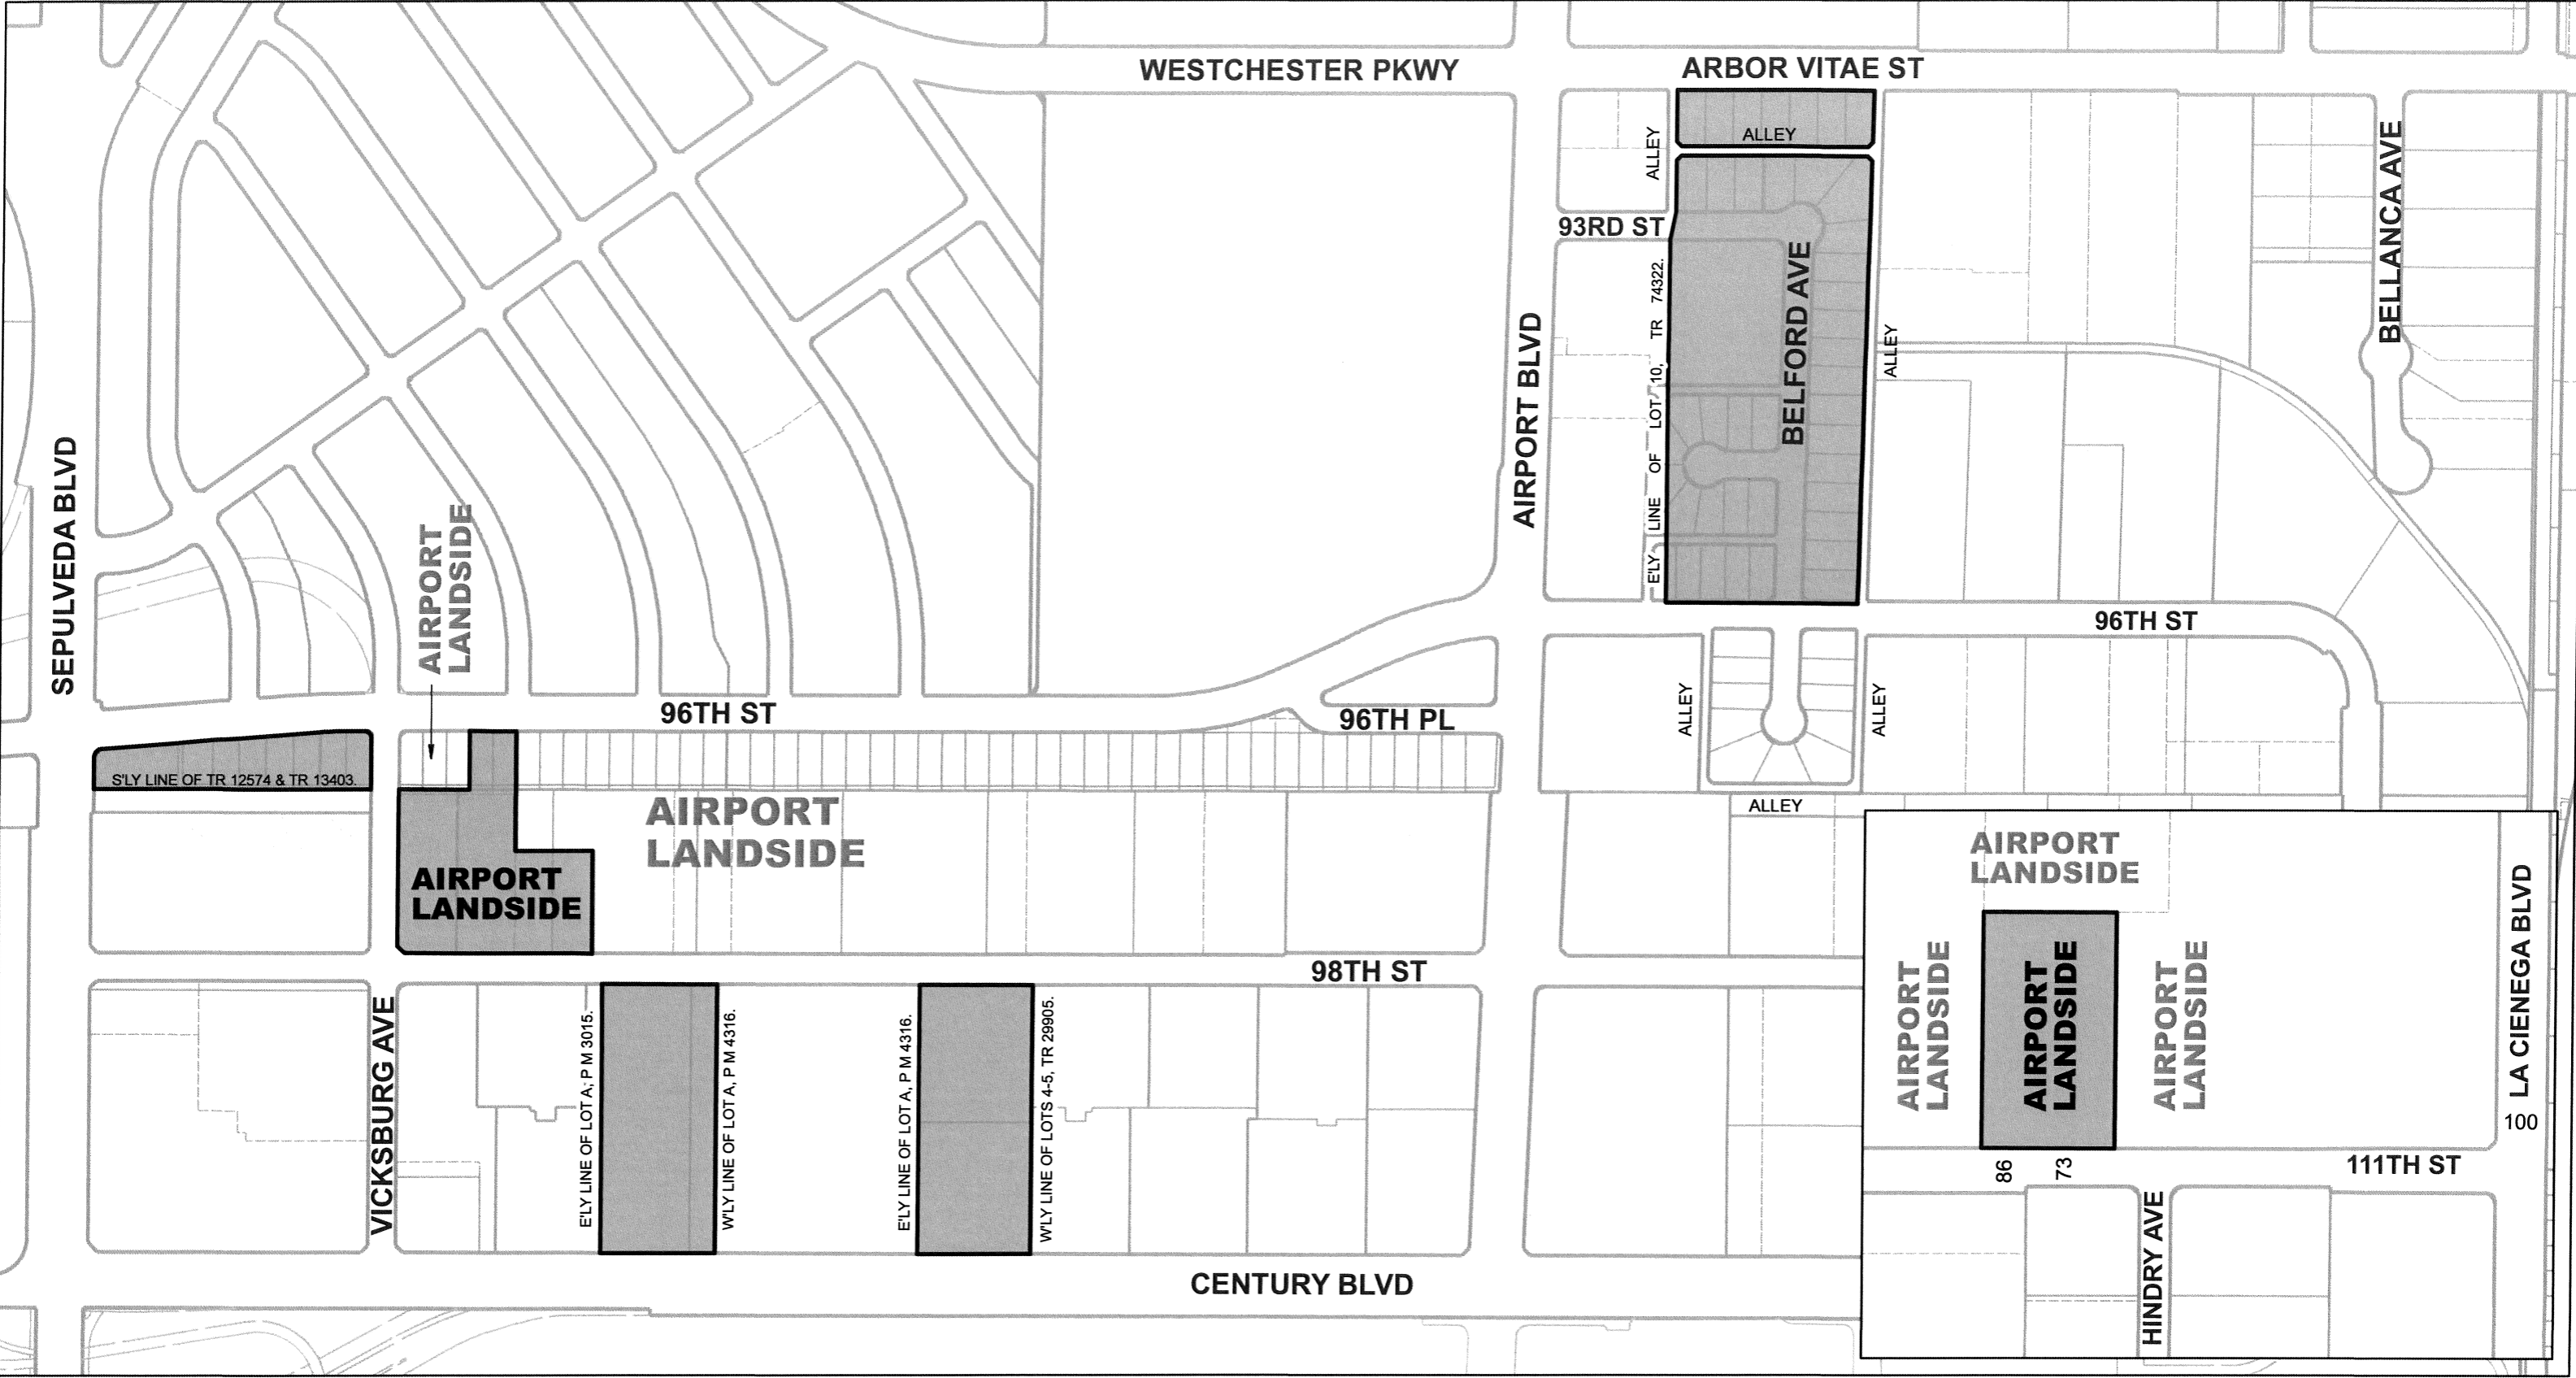 WESTCHESTER PKWY
ARBOR VITAE ST
ALLEY
ALLEY
BELLANCA AVE
93RD ST
BELFORD AVE
E'LY LINE OF LOT 10, TR 74322.
ALLEY
AIRPORT BLVD
SEPULVEDA BLVD
AIRPORT
LANDSIDE
96TH ST
96TH ST
96TH PL
ALLEY
ALLEY
S'LY LINE OF TR 12574 & TR 13403.
AIRPORT
LANDSIDE
ALLEY
AIRPORT
LANDSIDE
98TH ST
VICKSBURG AVE
E'LY LINE OF LOT A; P M 3015.
W'LY LINE OF LOT A, P M 4316.
E'LY LINE OF LOT A, P M 4316.
W'LY LINE OF LOTS 4-5, TR 29905.
CENTURY BLVD
AIRPORT
LANDSIDE
AIRPORT
LANDSIDE
AIRPORT
LANDSIDE
AIRPORT
LANDSIDE
LA CIENEGA BLVD
100
86
73
111TH ST
HINDRY AVE